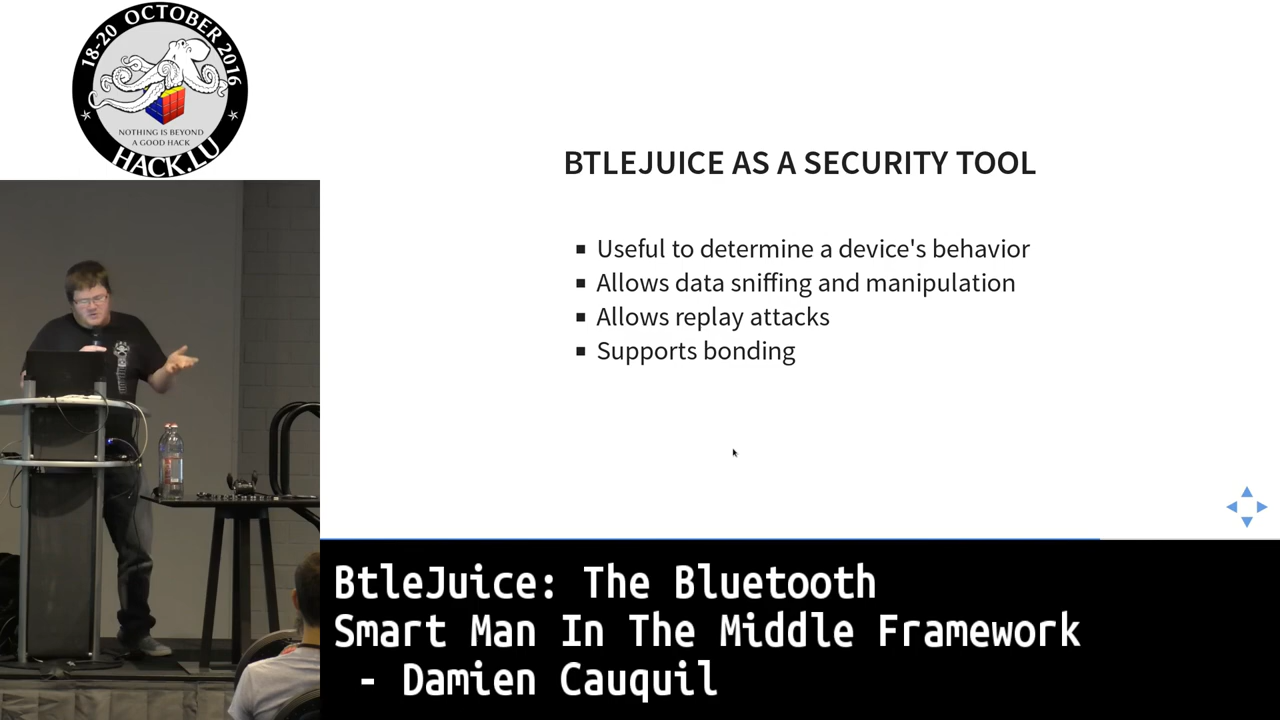 18-20 OCTOBER 2016
NOTHING IS BEYOND
A GOOD HACK
HACK.LU
BTLEJUICE AS A SECURITY TOOL
Useful to determine a device's behavior
Allows data sniffing and manipulation
Allows replay attacks
Supports bonding
BtleJuice: The Bluetooth
Smart Man In The Middle Framework
- Damien Cauquil